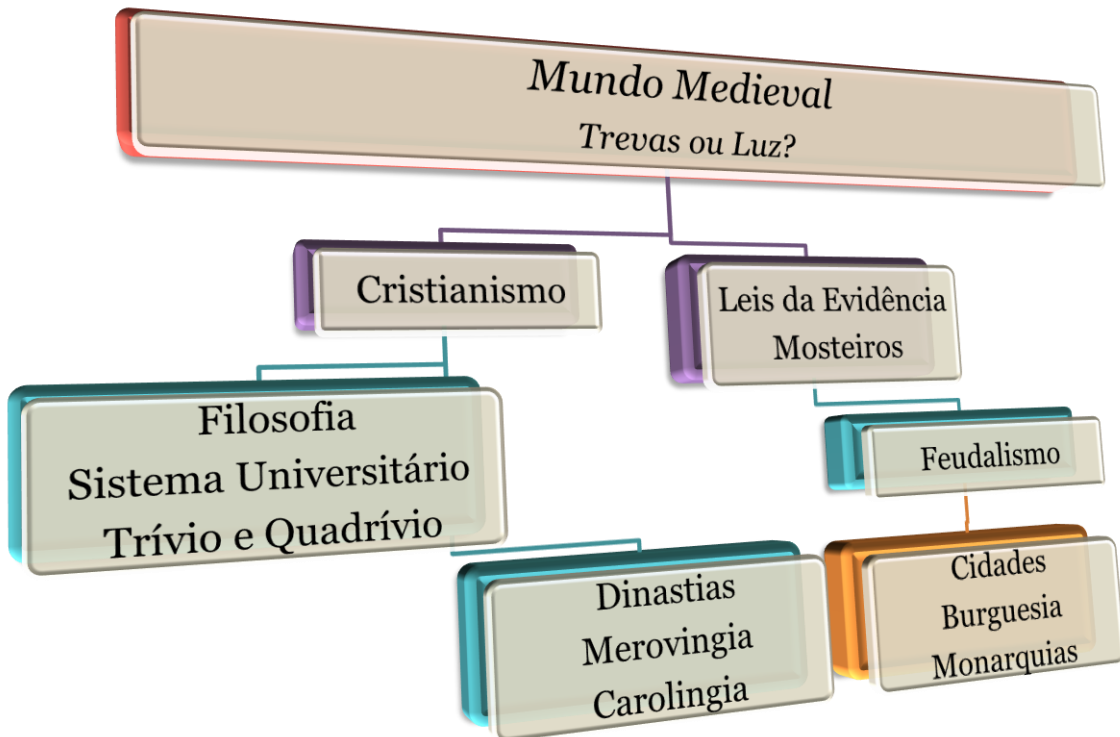 Mundo Medieval
Trevas ou Luz?
Cristianismo
Leis da Evidência
Mosteiros
Filosofia
Sistema Universitário
Trívio e Quadrívio
Feudalismo
Dinastias
Merovingia
Carolingia
Cidades
Burguesia
Monarquias